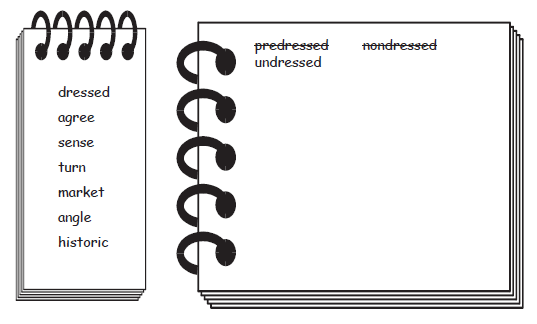 dressed
agree
sense
turn
market
angle
historic
predressed nondressed
undressed